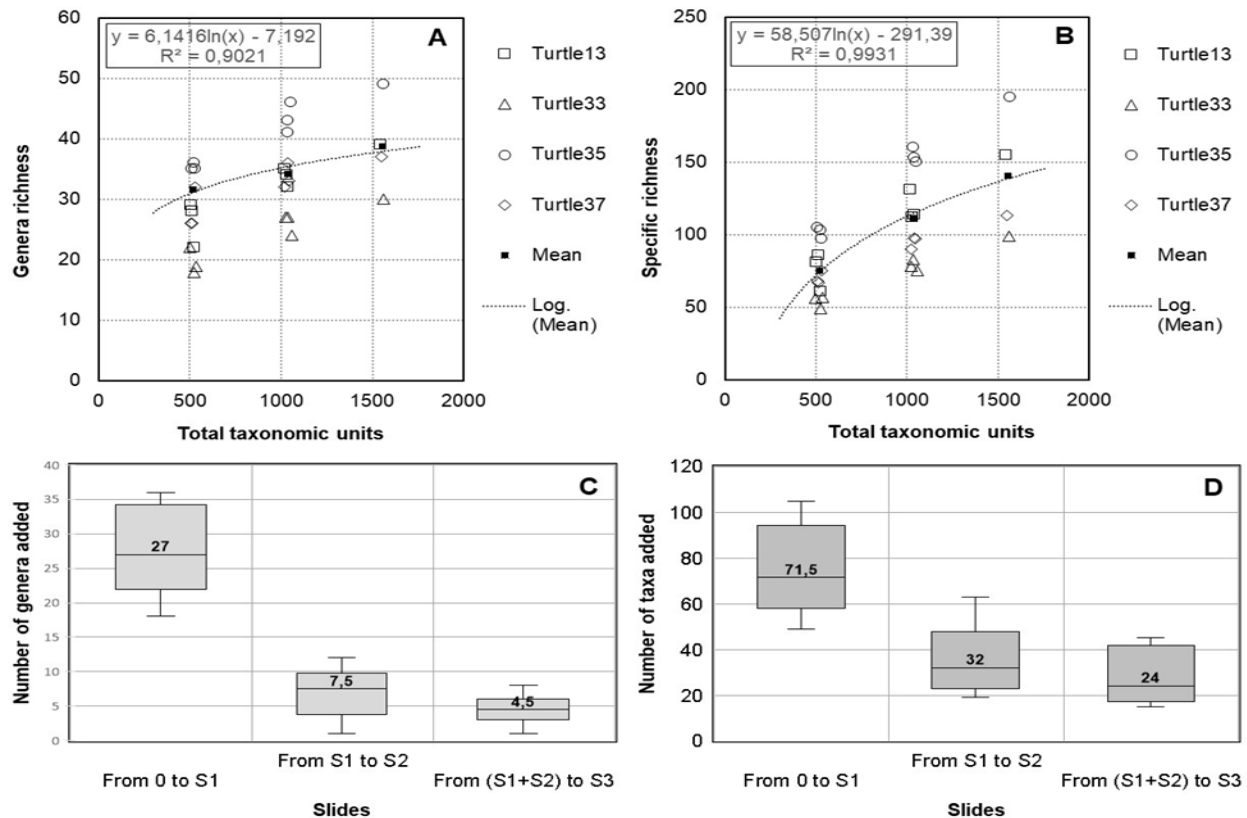 y = 6,1416ln(x) - 7,192
R² = 0,9021
A
60
50
40
30
20
10
0
0 500 1000 1500 2000
Genera richness
Total taxonomic units
Turtle13
Turtle33
Turtle35
Turtle37
Mean
Log.
(Mean)
y = 58,507ln(x) - 291,39
R² = 0,9931
B
250
200
150
100
50
0
0 500 1000 1500 2000
Specific richness
Total taxonomic units
Turtle13
Turtle33
Turtle35
Turtle37
Mean
Log.
(Mean)
C
40
35
30
25
20
15
10
5
0
Number of genera added
27
7,5
4,5
From 0 to S1
From S1 to S2
From (S1+S2) to S3
Slides
D
120
100
80
60
40
20
0
Number of taxa added
71,5
32
24
From 0 to S1
From S1 to S2
From (S1+S2) to S3
Slides